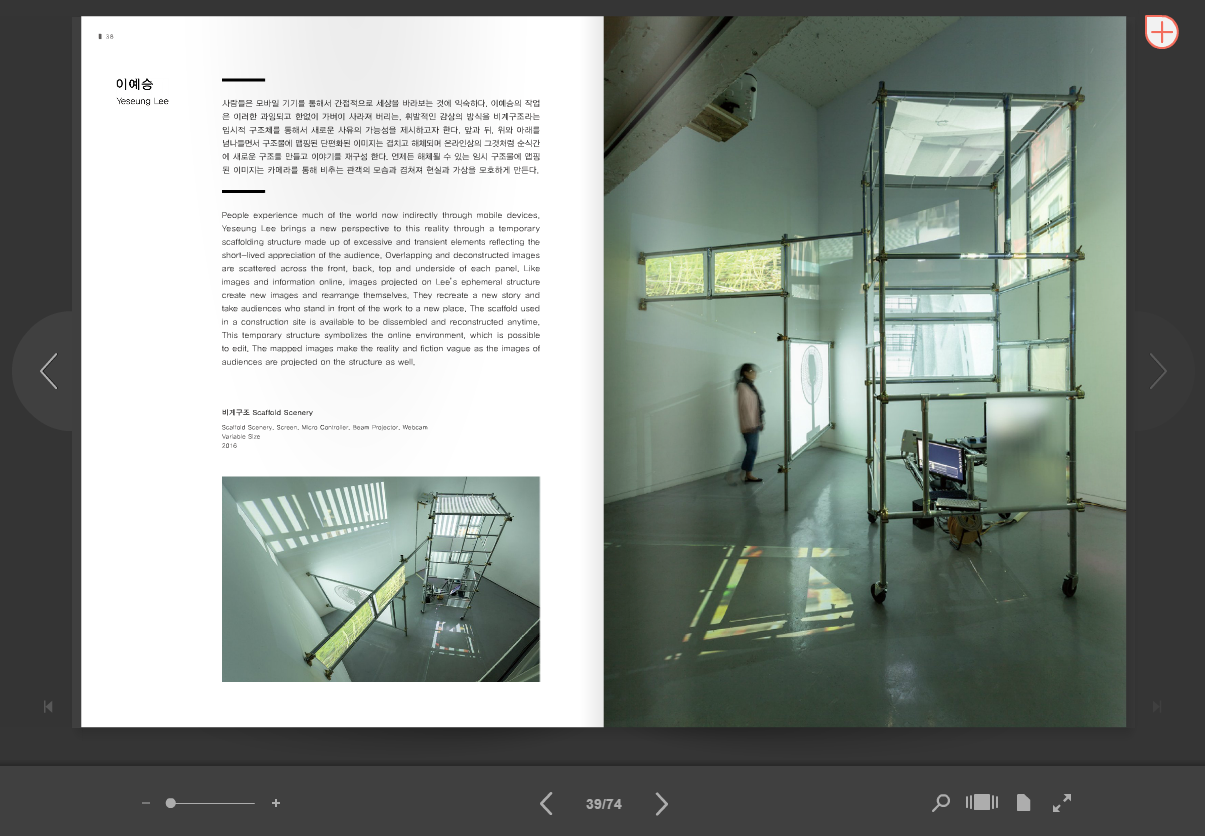 38
이예승
Yeseung Lee
사람들은 모바일 기기를 통해서 간접적으로 세상을 바라보는 것에 익숙하다. 이예승의 작업
은 이러한 과잉되고 한없이 가벼이 사라져 버리는, 휘발적인 감상의 방식을 비계구조라는
임시적 구조체를 통해서 새로운 사유의 가능성을 제시하고자 한다. 앞과 뒤, 위와 아래를
넘나들면서 구조물에 맵핑된 단편화된 이미지는 겹치고 해체되며 온라인상의 그것처럼 순식간
에 새로운 구조를 만들고 이야기를 재구성 한다. 언제든 해체될 수 있는 임시 구조물에 맵핑
된 이미지는 카메라를 통해 비추는 관객의 모습과 겹쳐져 현실과 가상을 모호하게 만든다.
People experience much of the world now indirectly through mobile devices.
Yeseung Lee brings a new perspective to this reality through a temporary
scaffolding structure made up of excessive and transient elements reflecting the
short-lived appreciation of the audience. Overlapping and deconstructed images
are scattered across the front, back, top and underside of each panel. Like
images and information online, images projected on Lee's ephemeral structure
create new images and rearrange themselves. They recreate a new story and
take audiences who stand in front of the work to a new place. The scaffold used
in a construction site is available to be dissembled and reconstructed anytime.
This temporary structure symbolizes the online environment, which is possible
to edit. The mapped images make the reality and fiction vague as the images of
audiences are projected on the structure as well.
비계구조 Scaffold Scenery
Scaffold Scenery, Screen, Micro Controller, Beam Projector, Webcam
Variable Size
2016
39/74